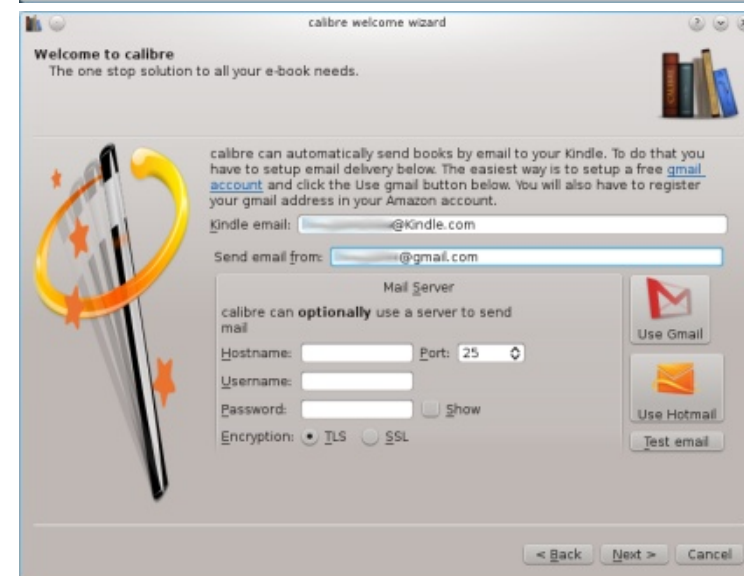 calibre welcome wizard
Welcome to calibre
The one stop solution to all your e-book needs.
calibre can automatically send books by email to your Kindle. To do that you
have to setup email delivery below. The easiest way is to setup a free gmail
account and click the Use gmail button below. You will also have to register
your gmail address in your Amazon account.
Kindle email: @Kindle.com
Send email from: @gmail.com
Mail Server
calibre can optionally use a server to send
mail
Hostname: Port: 25
Username:
Password: Show
Encryption: TLS SSL
Use Gmail
Use Hotmail
Test email
< Back Next > Cancel